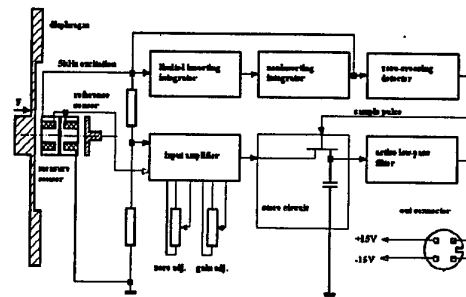 diaphragm
5kHz excitation
limited inverting
integrator
noninverting
integrator
zero-crossing
detector
reference
sensor
F
sample pulse
input amplifier
active low-pass
filter
measure
sensor
store circuit
out connector
+15V
-15V
zero adj.
gain adj.